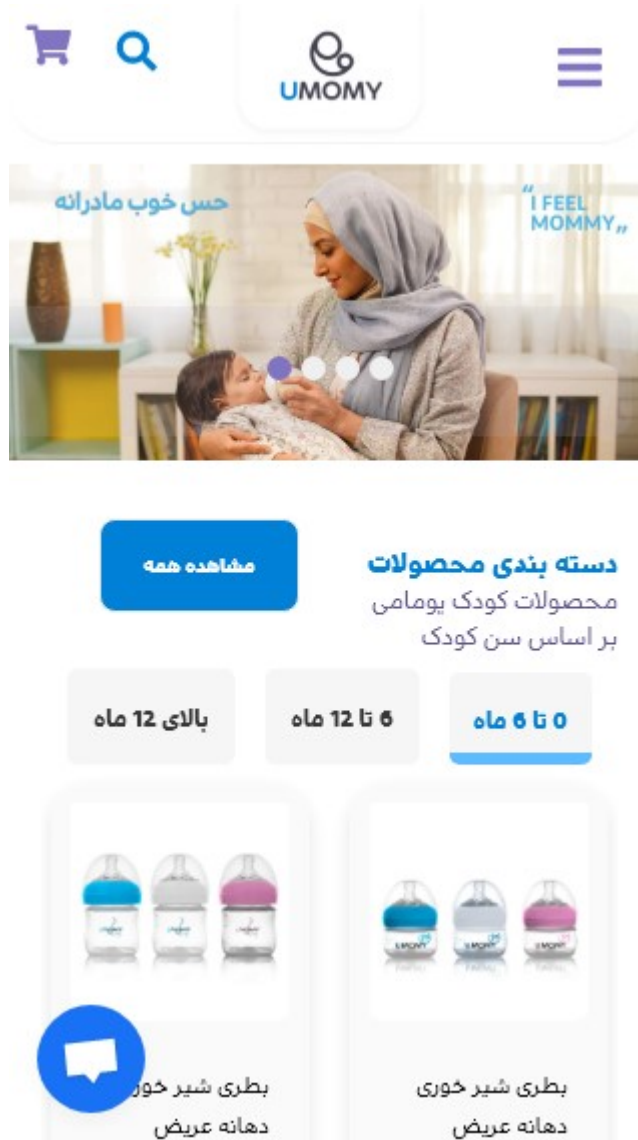 UMOMY
حس خوب مادرانه
"I FEEL
MOMMY„
دسته بندی محصولات
محصولات کودک یومامی
بر اساس سن کودک
مشاهده همه
0 تا 6 ماه
6 تا 12 ماه
بالای 12 ماه
UMOMY
بطری شیر خوری
دهانه عریض
بطری شیر خوری
دهانه عریض